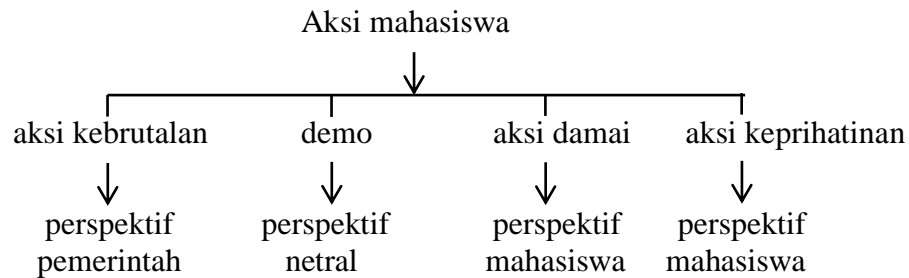 Aksi mahasiswa
aksi kebrutalan demo aksi damai aksi keprihatinan
perspektif perspektif perspektif perspektif
pemerintah netral mahasiswa mahasiswa